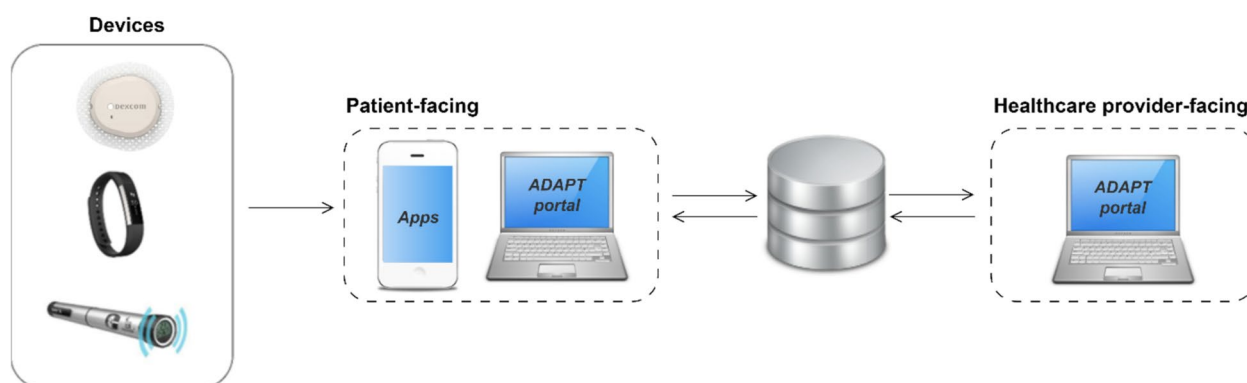 Devices
Dexcom
Patient-facing
Apps
ADAPT
portal
Healthcare provider-facing
ADAPT
portal